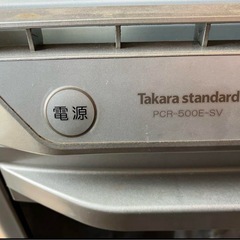 電源
Takara standard
PCR-500E-SV